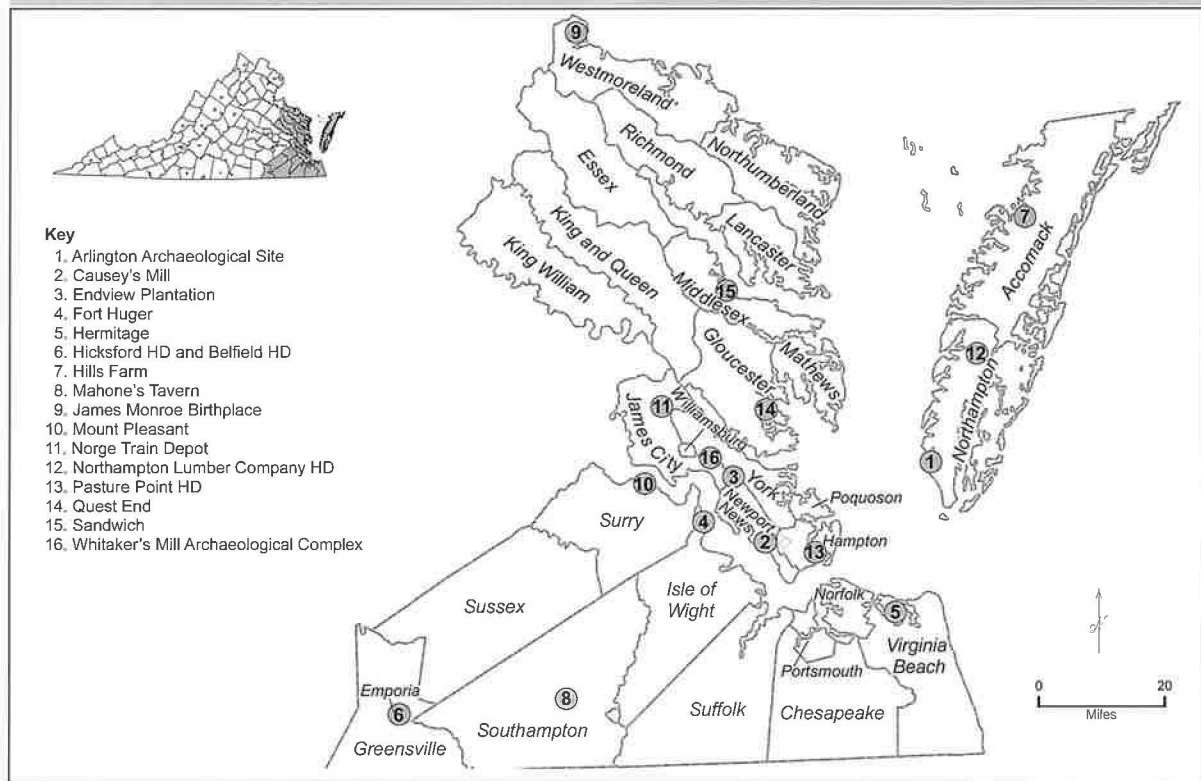 Key
1. Arlington Archaeological Site
2. Causey's Mill
3. Endview Plantation
4. Fort Huger
5. Hermitage
6. Hicksford HD and Belfield HD
7. Hills Farm
8. Mahone's Tavern
9. James Monroe Birthplace
10. Mount Pleasant
11. Norge Train Depot
12. Northampton Lumber Company HD
13. Pasture Point HD
14. Quest End
15. Sandwich
16. Whitaker's Mill Archaeological Complex
9
Westmoreland
Richmond
Northumberland
Essex
Lancaster
King and Queen
King William
Middlesex
15
Gloucester
Mathews
14
Williamsburg
11
James City
16
3
York
Newport
News
Poquoson
10
4
2
13
Hampton
Surry
Isle of
Wight
Sussex
Norfolk
5
Virginia
Beach
Portsmouth
Emporia
6
8
Southampton
Suffolk
Chesapeake
Greensville
7
Accomack
12
Northampton
1
N
0
20
Miles